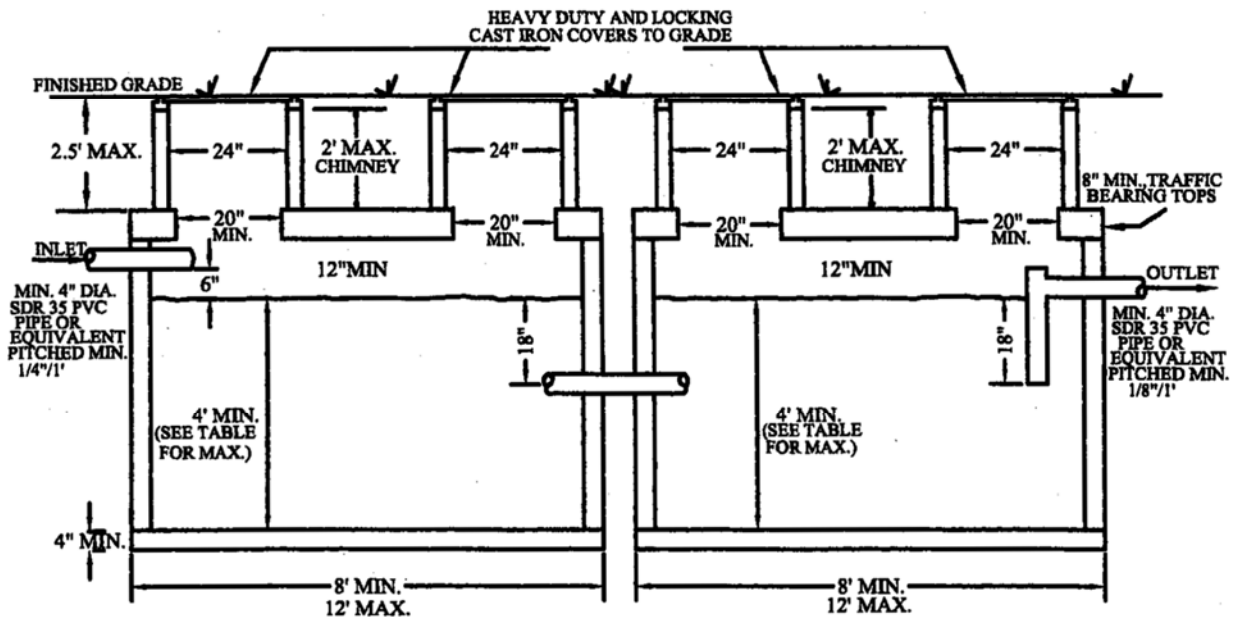 HEAVY DUTY AND LOCKING
CAST IRON COVERS TO GRADE
FINISHED GRADE
2.5' MAX.
24"
2' MAX.
CHIMNEY
24"
24"
2' MAX.
CHIMNEY
24"
8" MIN., TRAFFIC
BEARING TOPS
20"
MIN.
20"
MIN.
20"
MIN.
20"
MIN.
INLET
6"
12"MIN
12"MIN
OUTLET
MIN. 4" DIA.
SDR 35 PVC
PIPE OR
EQUIVALENT
PITCHED MIN.
1/4"/1'
18"
18"
MIN. 4" DIA.
SDR 35 PVC
PIPE OR
EQUIVALENT
PITCHED MIN.
1/8"/1'
4' MIN.
(SEE TABLE
FOR MAX.)
4' MIN.
(SEE TABLE
FOR MAX.)
4" MIN.
8' MIN.
12' MAX.
8' MIN.
12' MAX.